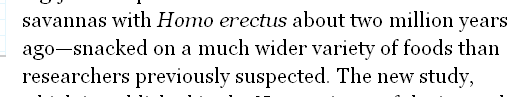 savannas with Homo erectus about two million years
ago—snacked on a much wider variety of foods than
researchers previously suspected. The new study,